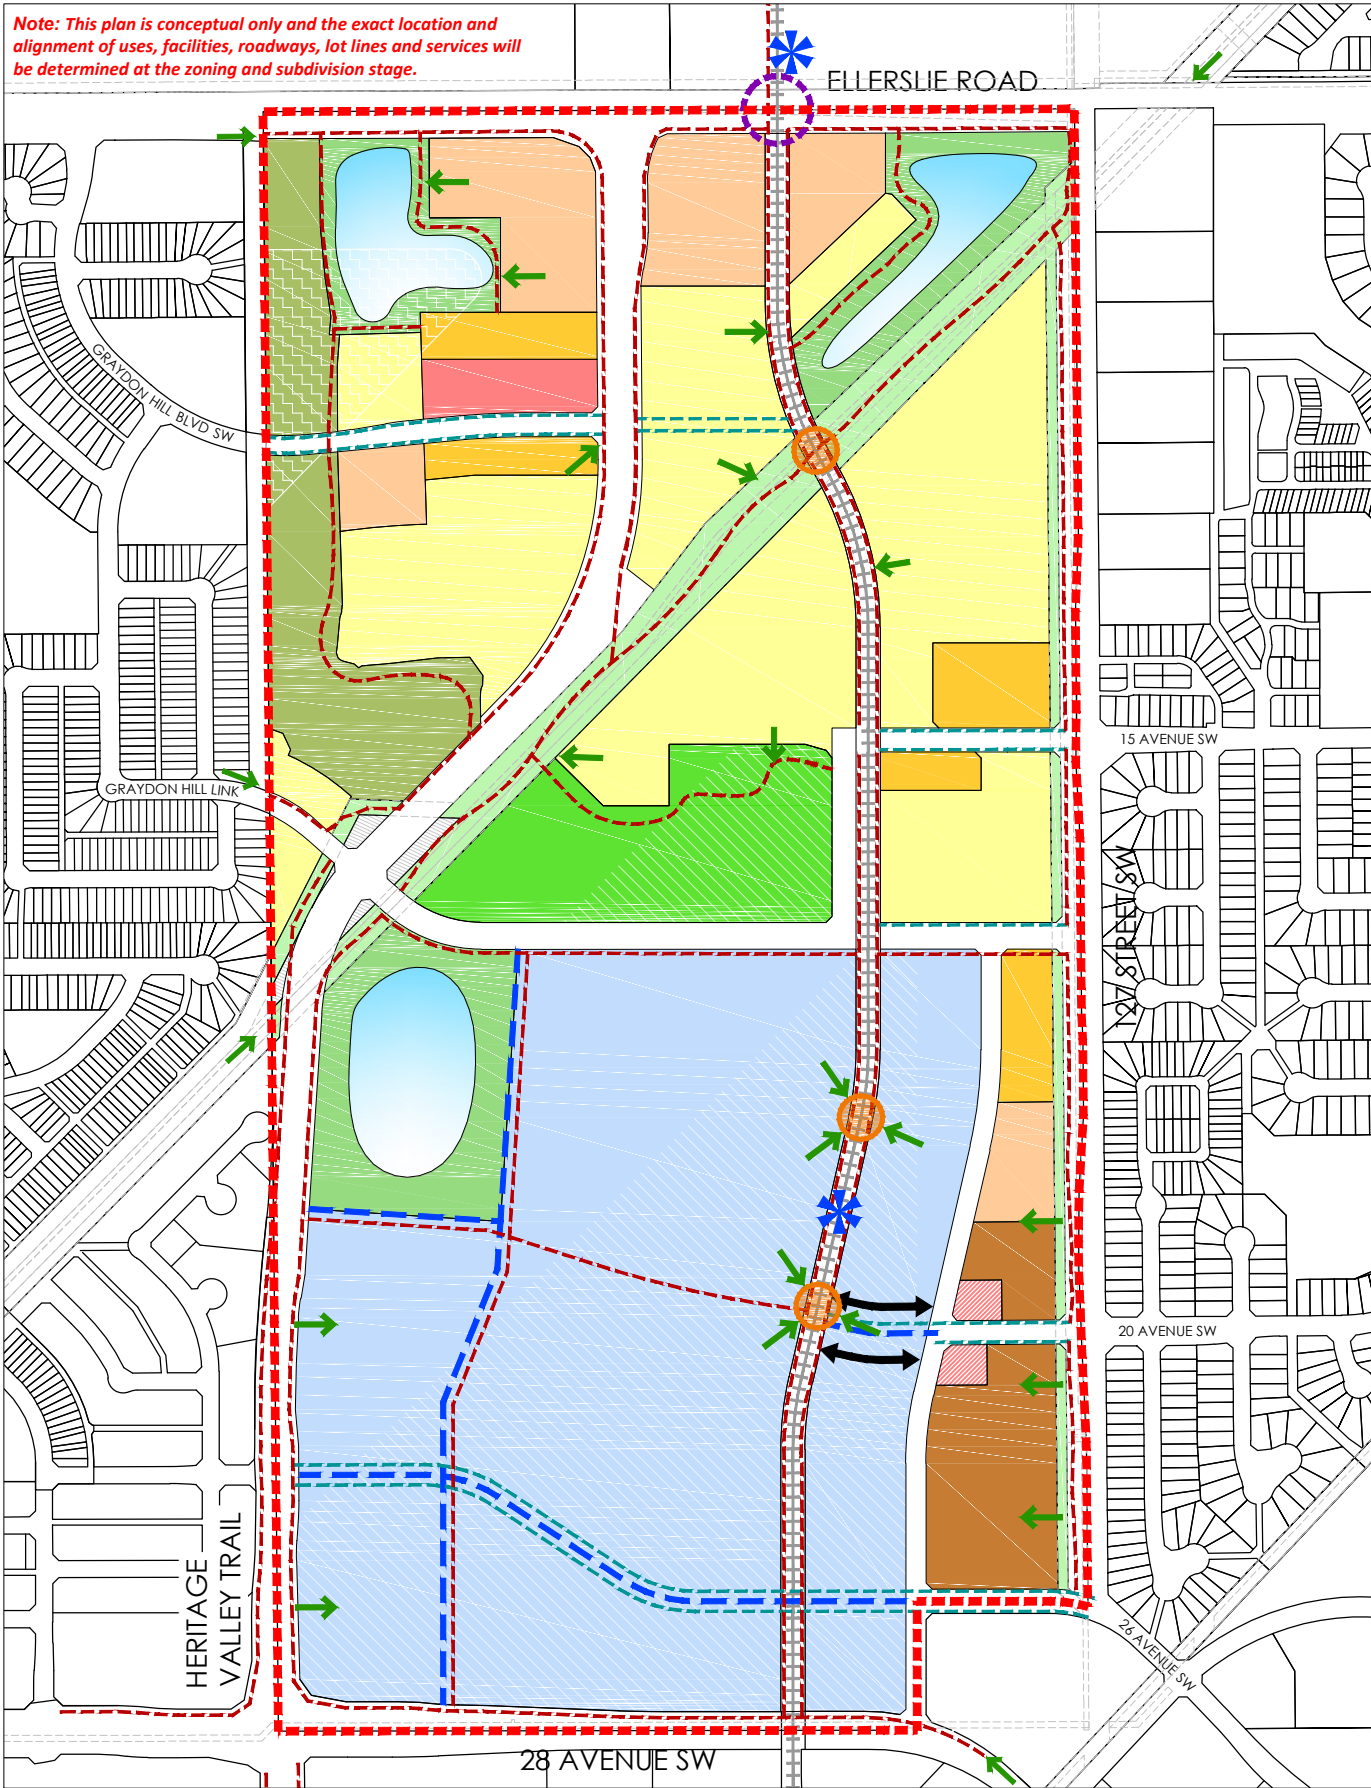 Note: This plan is conceptual only and the exact location and
alignment of uses, facilities, roadways, lot lines and services will
be determined at the zoning and subdivision stage.
ELLERSLIE ROAD
GRAYDON HILL BLVD SW
15 AVENUE SW
GRAYDON HILL LINK
127 STREET SW
20 AVENUE SW
HERITAGE
VALLEY TRAIL
26 AVENUE SW
28 AVENUE SW